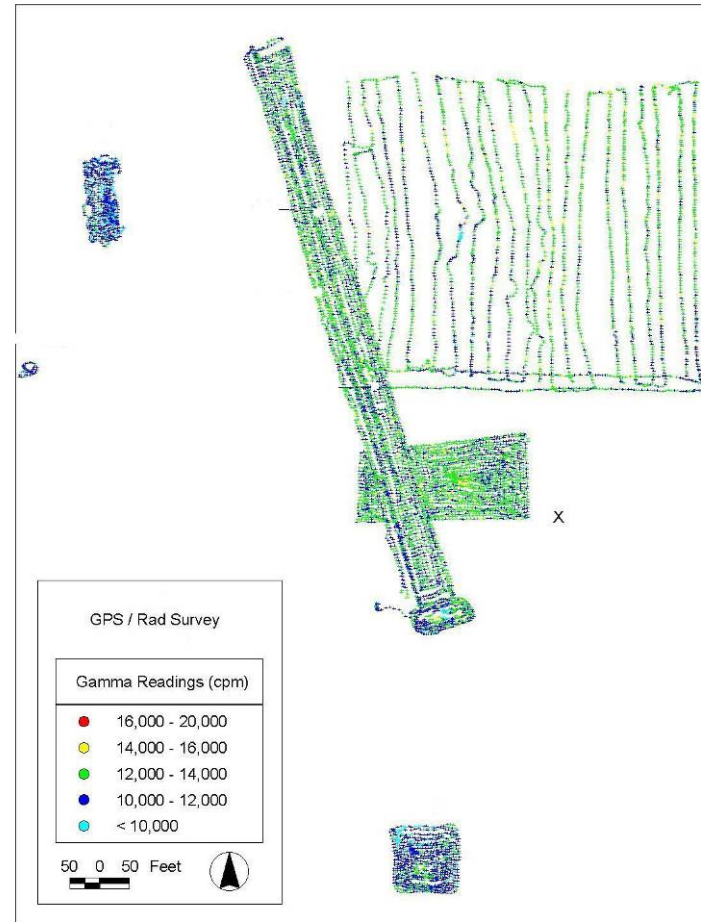 X
GPS / Rad Survey
Gamma Readings (cpm)
16,000 - 20,000
14,000 - 16,000
12,000 - 14,000
10,000 - 12,000
< 10,000
50 0 50 Feet